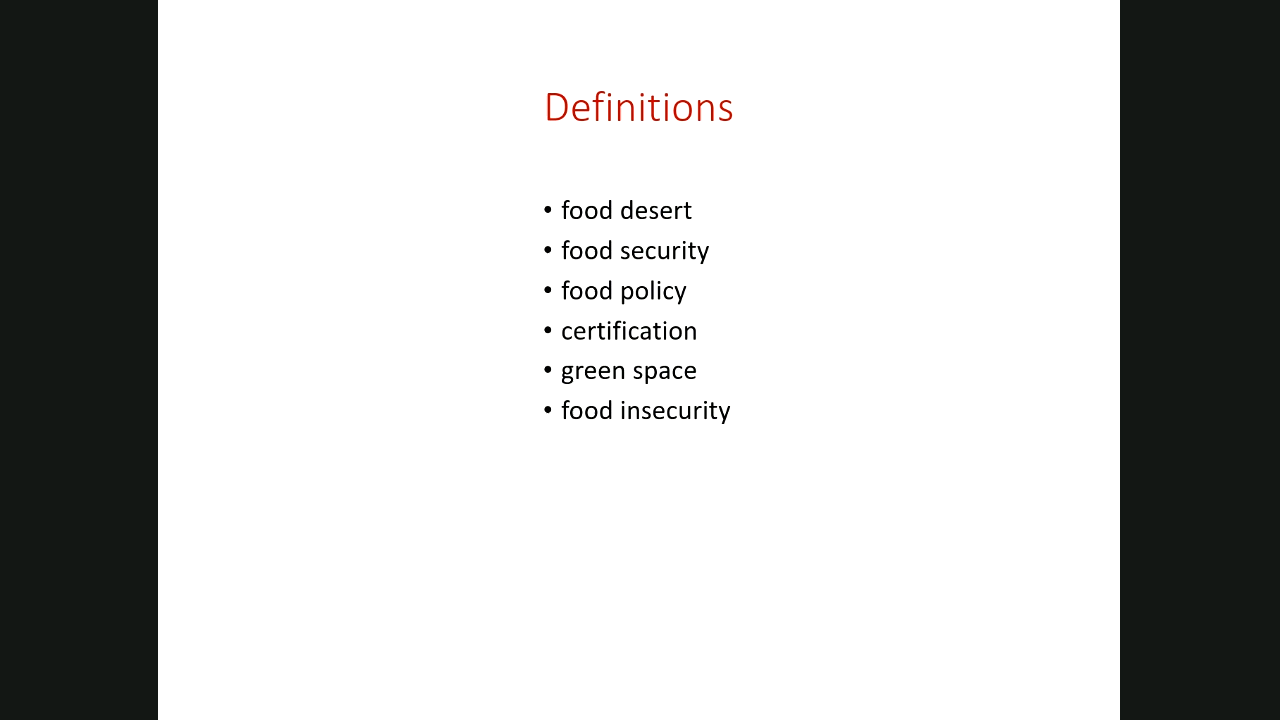 Definitions
• food desert
• food security
• food policy
• certification
• green space
• food insecurity